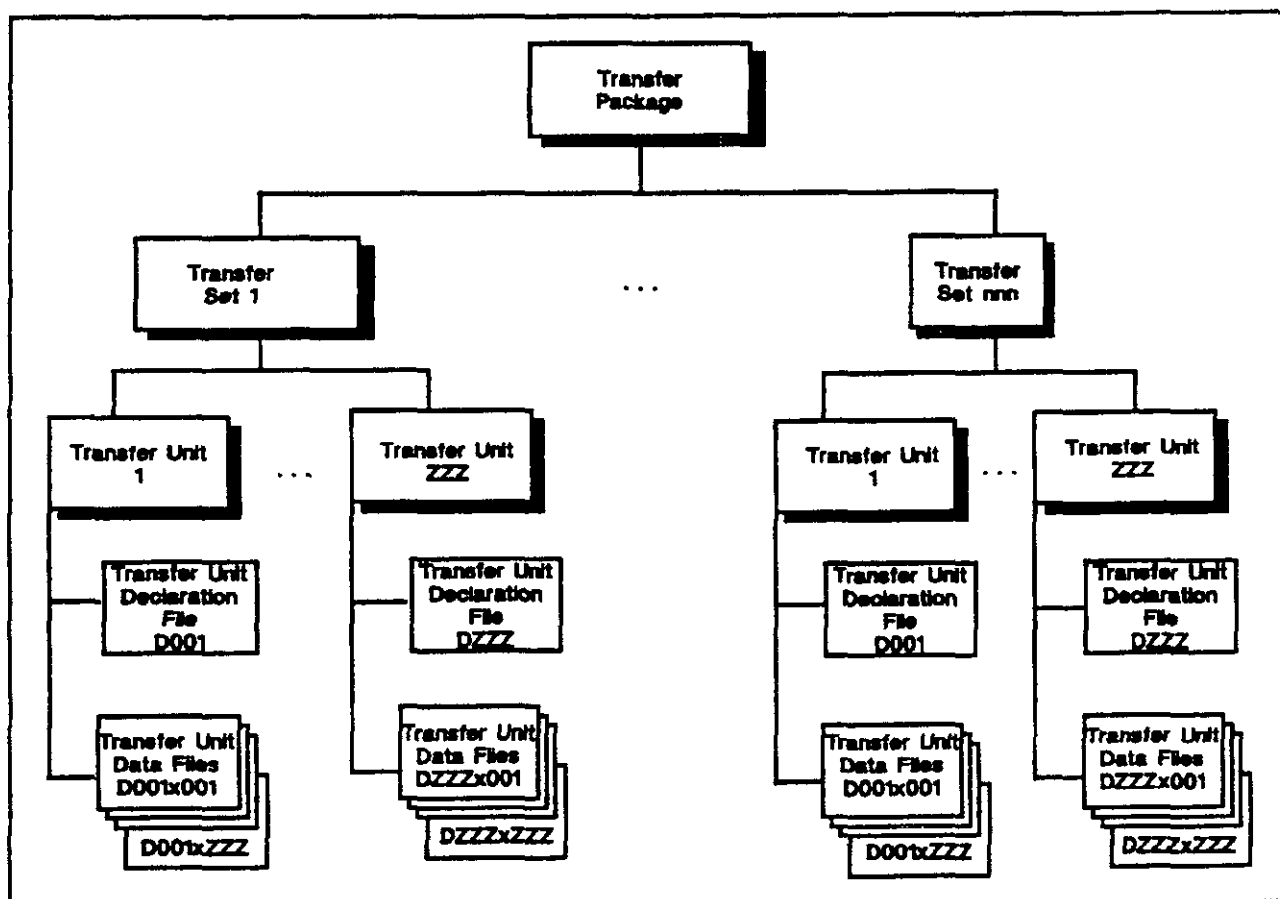 Transfer
Package
Transfer
Set 1
. . .
Transfer
Set nnn
Transfer Unit
1
. . .
Transfer Unit
ZZZ
Transfer Unit
1
. . .
Transfer Unit
ZZZ
Transfer Unit
Declaration
File
D001
Transfer Unit
Declaration
File
DZZZ
Transfer Unit
Declaration
File
D001
Transfer Unit
Declaration
File
DZZZ
Transfer Unit
Data Files
D001x001
D001xZZZ
Transfer Unit
Data Files
DZZZx001
DZZZxZZZ
Transfer Unit
Data Files
D001x001
D001xZZZ
Transfer Unit
Data Files
DZZZx001
DZZZxZZZ